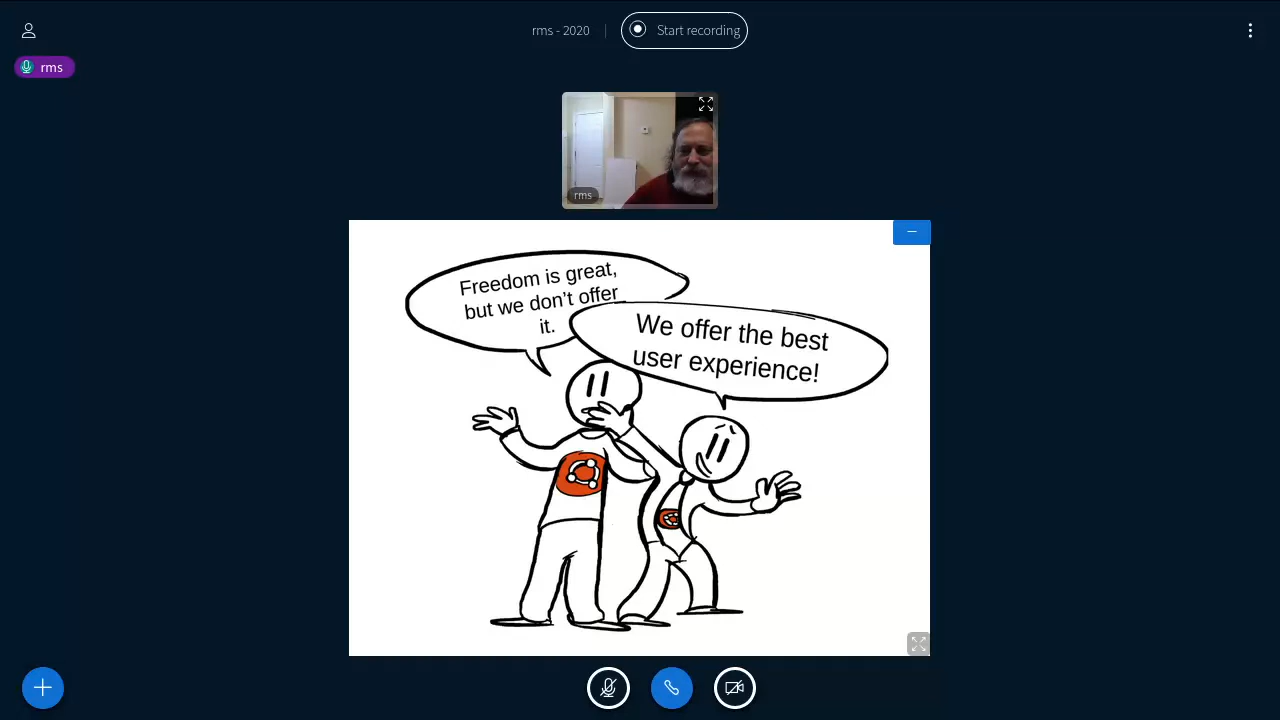 rms - 2020
Start recording
rms
rms
Freedom is great,
but we don't offer
it.
We offer the best
user experience!